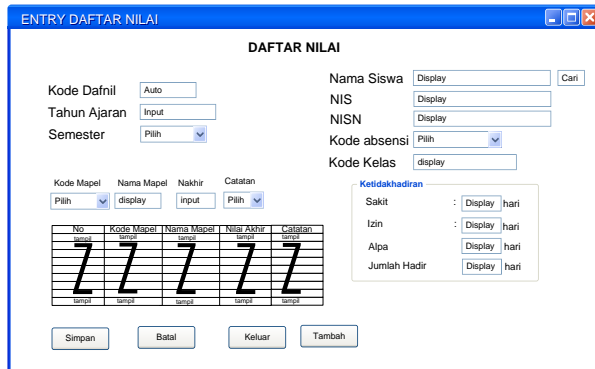 ENTRY DAFTAR NILAI
DAFTAR NILAI
Kode Dafnil Auto
Tahun Ajaran Input
Semester Pilih
Nama Siswa Display Cari
NIS Display
NISN Display
Kode absensi Pilih
Kode Kelas display
Kode Mapel Nama Mapel Nakhir Catatan
Pilih display input Pilih
Ketidakhadiran
Sakit : Display hari
Izin : Display hari
Alpa Display hari
Jumlah Hadir Display hari
No Kode Mapel Nama Mapel Nilai Akhir Catatan
tampil tampil tampil tampil tampil
Z Z Z Z Z
tampil tampil tampil tampil tampil
Simpan Batal Keluar Tambah